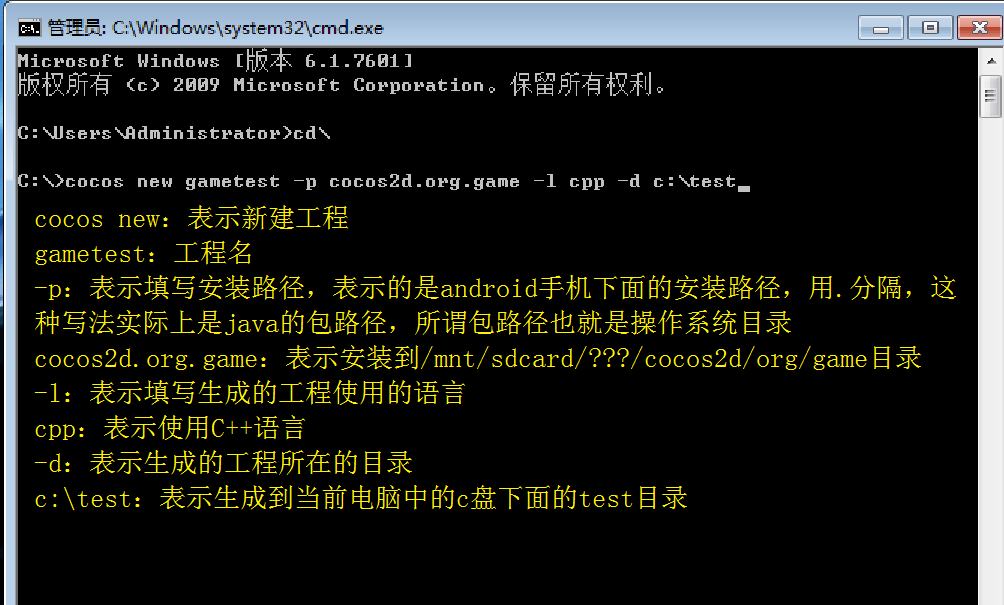 管理员: C:\Windows\system32\cmd.exe
Microsoft Windows [版本 6.1.7601]
版权所有 (c) 2009 Microsoft Corporation。保留所有权利。
C:\Users\Administrator>cd\
C:\>cocos new gametest -p cocos2d.org.game -l cpp -d c:\test_
cocos new：表示新建工程
gametest：工程名
-p：表示填写安装路径，表示的是android手机下面的安装路径，用.分隔，这
种写法实际上是java的包路径，所谓包路径也就是操作系统目录
cocos2d.org.game：表示安装到/mnt/sdcard/???/cocos2d/org/game目录
-l：表示填写生成的工程使用的语言
cpp：表示使用C++语言
-d：表示生成的工程所在的目录
c:\test：表示生成到当前电脑中的c盘下面的test目录